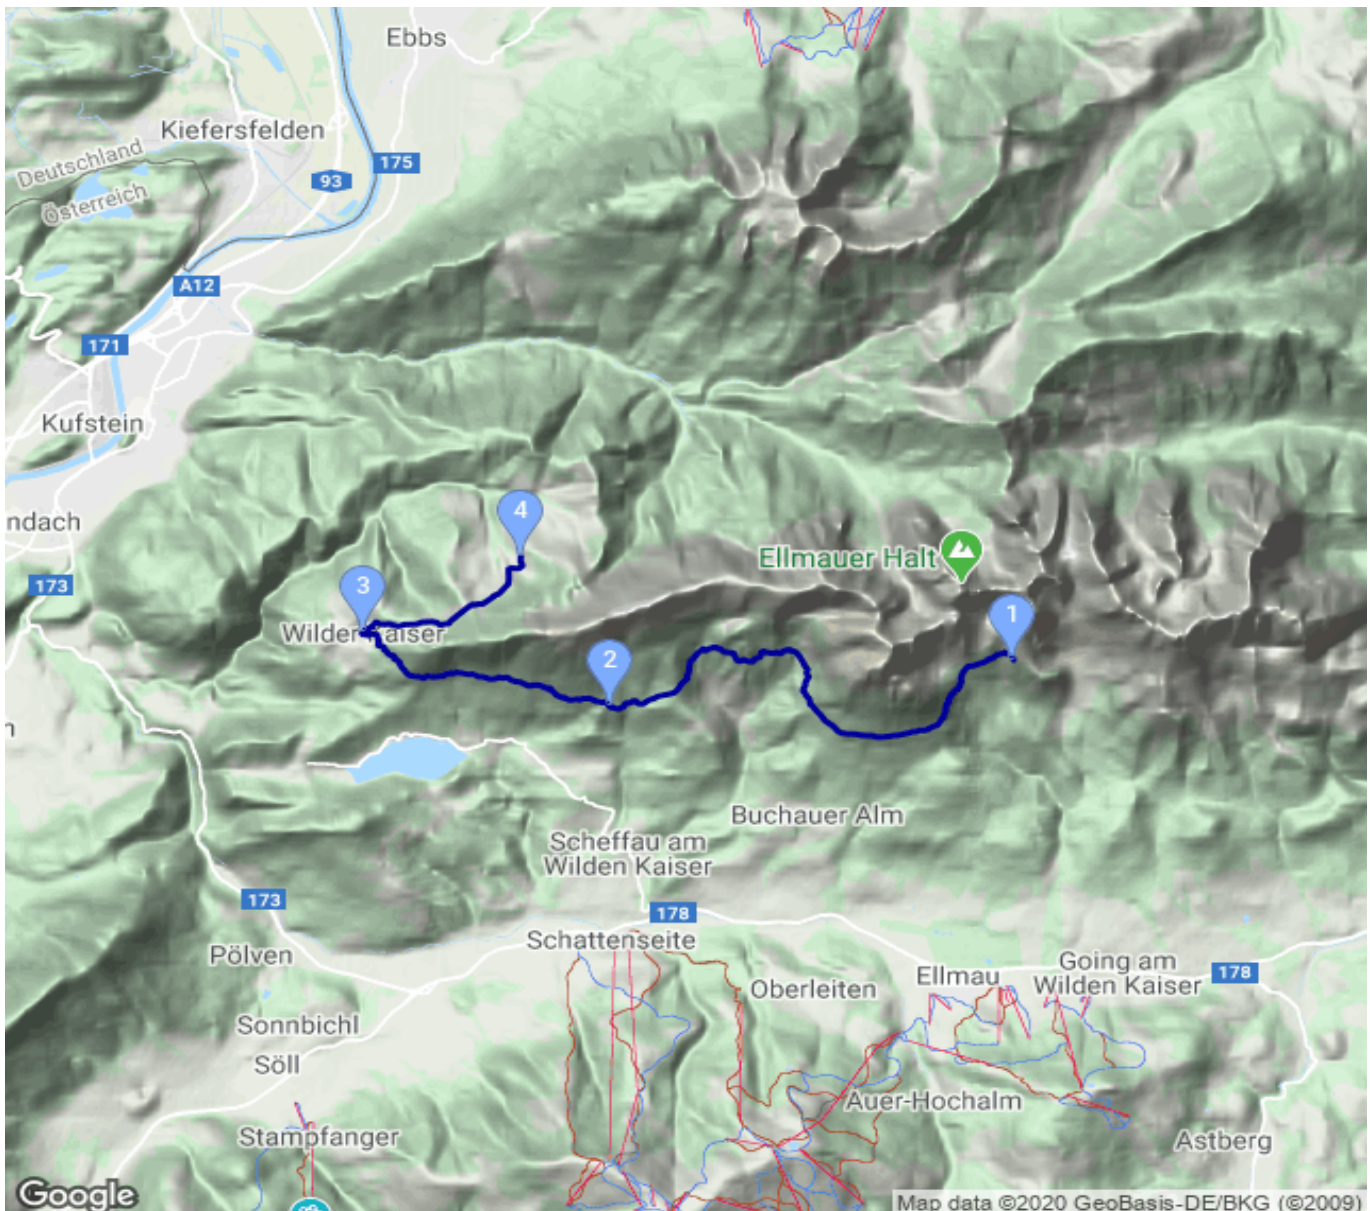 Ebbs
Kiefersfelden
175
Deutschland
93
Österreich
A12
171
Kufstein
4
ndach
Ellmauer Halt
173
3
1
Wilder Kaiser
2
n
Buchauer Alm
Scheffau am
Wilden Kaiser
173
178
Schattenseite
Pölven
Going am
Wilden Kaiser
178
Ellmau
Oberleiten
Sonnbichl
Söll
Auer-Hochalm
Stampfanger
Astberg
Google
Map data ©2020 GeoBasis-DE/BKG (©2009)